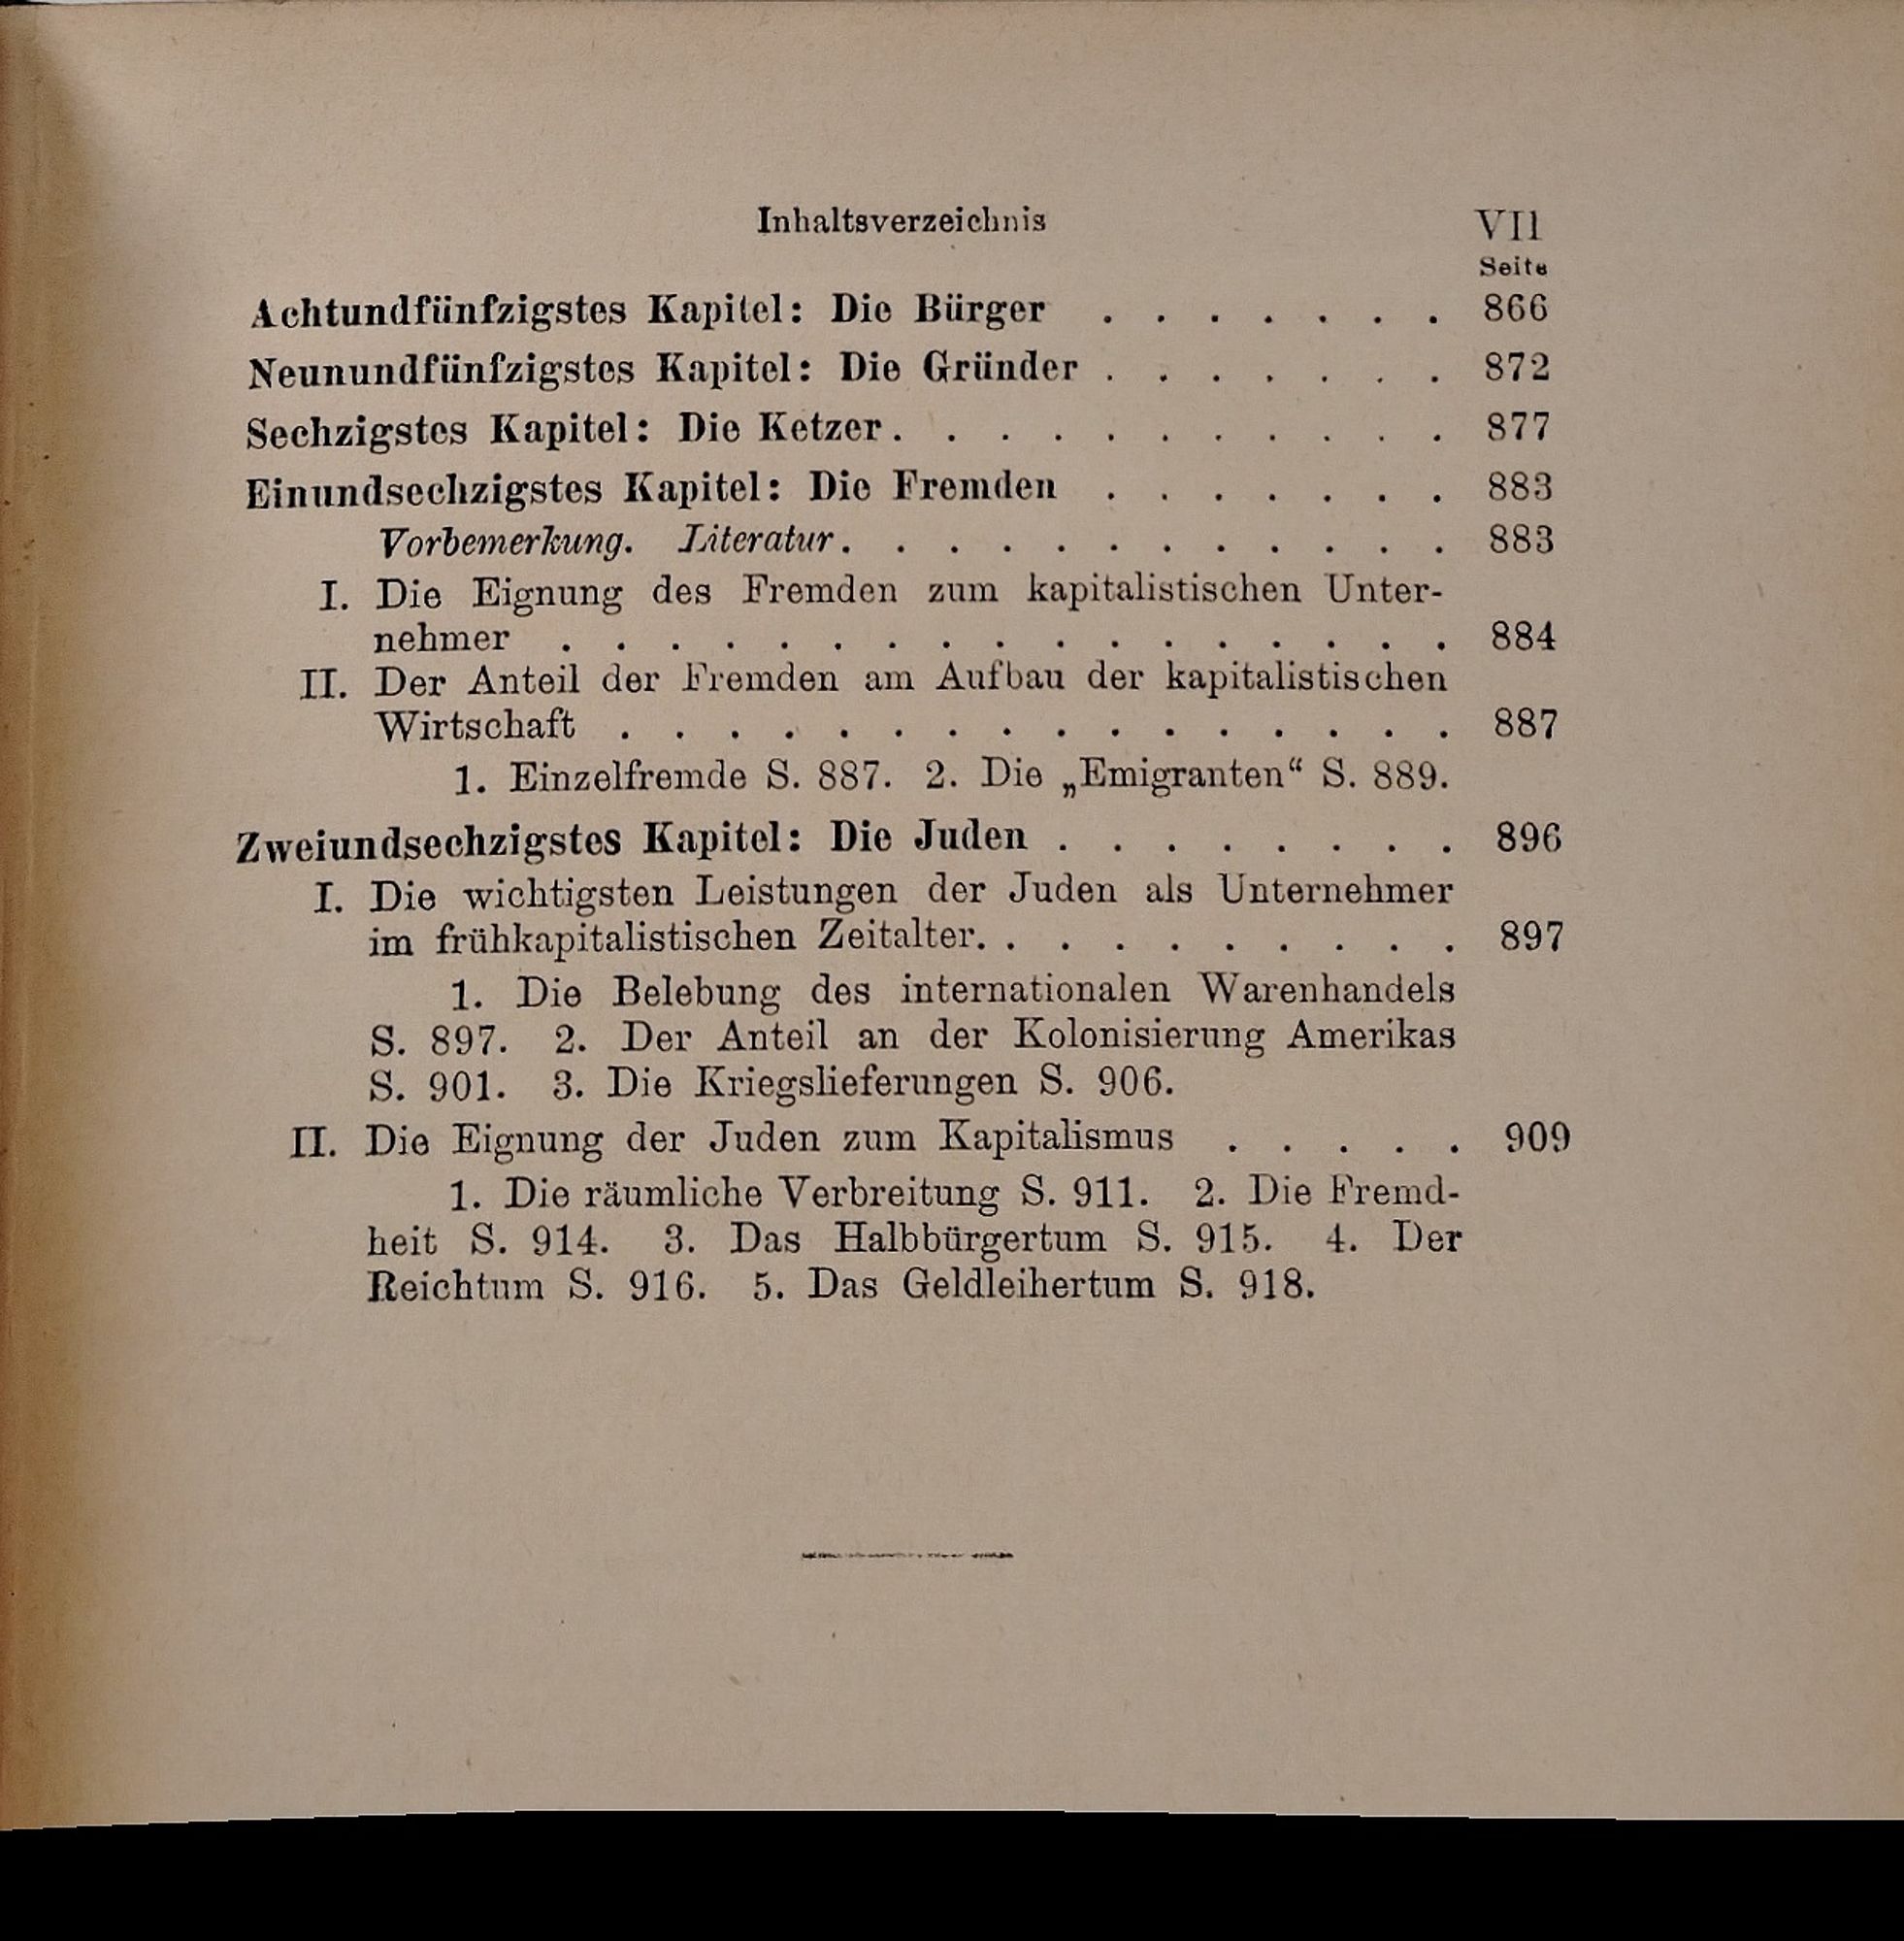 Inhaltsverzeichnis VII
Seite
Achtundfünfzigstes Kapitel: Die Bürger . . . . . . . 866
Neunundfünfzigstes Kapitel: Die Gründer . . . . . . . 872
Sechzigstes Kapitel: Die Ketzer . . . . . . . . . . . 877
Einundsechzigstes Kapitel: Die Fremden . . . . . . . 883
Vorbemerkung. Literatur . . . . . . . . . . . . 883
I. Die Eignung des Fremden zum kapitalistischen Unter-
nehmer . . . . . . . . . . . . . . . . . 884
II. Der Anteil der Fremden am Aufbau der kapitalistischen
Wirtschaft . . . . . . . . . . . . . . . . 887
1. Einzelfremde S. 887. 2. Die „Emigranten“ S. 889.
Zweiundsechzigstes Kapitel: Die Juden . . . . . . . . 896
I. Die wichtigsten Leistungen der Juden als Unternehmer
im frühkapitalistischen Zeitalter. . . . . . . . . . 897
1. Die Belebung des internationalen Warenhandels
S. 897. 2. Der Anteil an der Kolonisierung Amerikas
S. 901. 3. Die Kriegslieferungen S. 906.
II. Die Eignung der Juden zum Kapitalismus . . . . . 909
1. Die räumliche Verbreitung S. 911. 2. Die Fremd-
heit S. 914. 3. Das Halbbürgertum S. 915. 4. Der
Reichtum S. 916. 5. Das Geldleihertum S. 918.